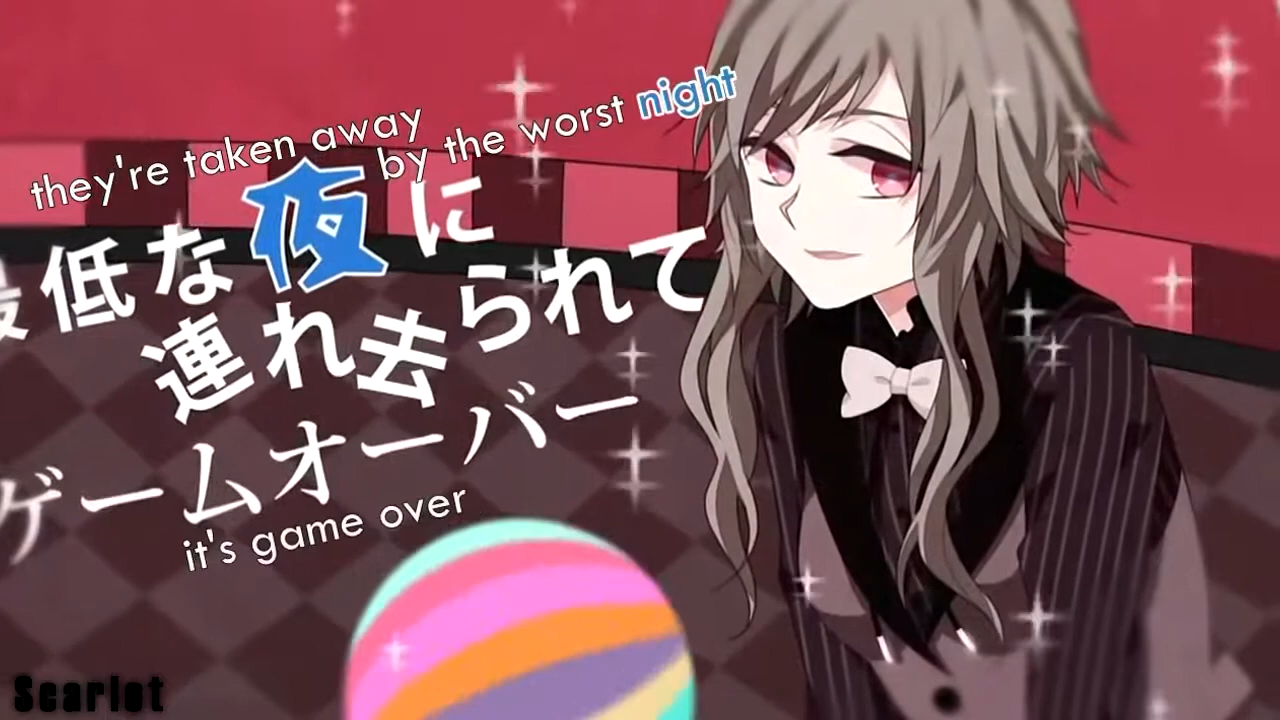 they're taken away
by the worst night
最低な夜に
連れ去られて
ゲームオーバー
it's game over
Scarlet